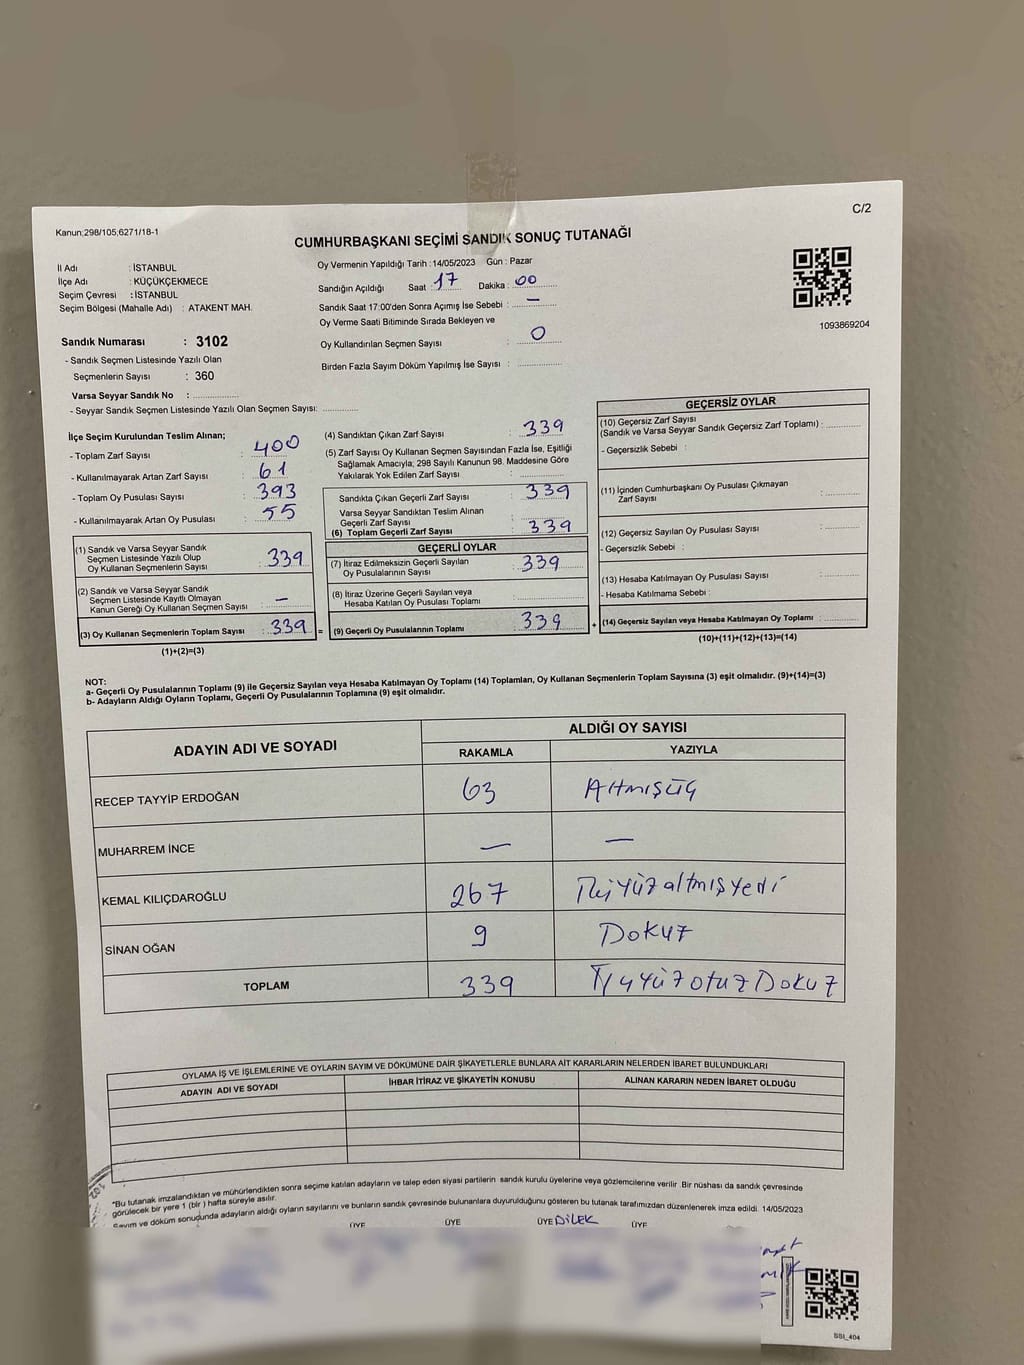 C/2
Kanun;298/105;6271/18-1
CUMHURBAŞKANI SEÇİMİ SANDIK SONUÇ TUTANAĞI
İl Adı : İSTANBUL
İlçe Adı : KÜÇÜKÇEKMECE
Seçim Çevresi : İSTANBUL
Seçim Bölgesi (Mahalle Adı) : ATAKENT MAH.
Oy Vermenin Yapıldığı Tarih : 14/05/2023 Gün : Pazar
Sandığın Açıldığı Saat : 17 Dakika : 00
Sandık Saat 17:00'den Sonra Açımış İse Sebebi : —
Oy Verme Saati Bitiminde Sırada Bekleyen ve
Oy Kullandırılan Seçmen Sayısı : 0
Birden Fazla Sayım Döküm Yapılmış İse Sayısı :
1093869204
Sandık Numarası : 3102
- Sandık Seçmen Listesinde Yazılı Olan
Seçmenlerin Sayısı : 360
Varsa Seyyar Sandık No :
- Seyyar Sandık Seçmen Listesinde Yazılı Olan Seçmen Sayısı:
İlçe Seçim Kurulundan Teslim Alınan;
- Toplam Zarf Sayısı : 400
- Kullanılmayarak Artan Zarf Sayısı : 61
- Toplam Oy Pusulası Sayısı : 393
- Kullanılmayarak Artan Oy Pusulası : 55
(1) Sandık ve Varsa Seyyar Sandık
Seçmen Listesinde Yazılı Olup
Oy Kullanan Seçmenlerin Sayısı : 339
(2) Sandık ve Varsa Seyyar Sandık
Seçmen Listesinde Kayıtlı Olmayan
Kanun Gereği Oy Kullanan Seçmen Sayısı : —
(3) Oy Kullanan Seçmenlerin Toplam Sayısı : 339 =
(1)+(2)=(3)
(4) Sandıktan Çıkan Zarf Sayısı : 339
(5) Zarf Sayısı Oy Kullanan Seçmen Sayısından Fazla İse, Eşitliği
Sağlamak Amacıyla; 298 Sayılı Kanunun 98. Maddesine Göre
Yakılarak Yok Edilen Zarf Sayısı :
Sandıkta Çıkan Geçerli Zarf Sayısı : 339
Varsa Seyyar Sandıktan Teslim Alınan
Geçerli Zarf Sayısı :
(6) Toplam Geçerli Zarf Sayısı : 339
GEÇERLİ OYLAR
(7) İtiraz Edilmeksizin Geçerli Sayılan
Oy Pusulalarının Sayısı : 339
(8) İtiraz Üzerine Geçerli Sayılan veya
Hesaba Katılan Oy Pusulası Toplamı :
(9) Geçerli Oy Pusulalarının Toplamı : 339 +
GEÇERSİZ OYLAR
(10) Geçersiz Zarf Sayısı
(Sandık ve Varsa Seyyar Sandık Geçersiz Zarf Toplamı) :
- Geçersizlik Sebebi :
(11) İçinden Cumhurbaşkanı Oy Pusulası Çıkmayan
Zarf Sayısı :
(12) Geçersiz Sayılan Oy Pusulası Sayısı :
- Geçersizlik Sebebi :
(13) Hesaba Katılmayan Oy Pusulası Sayısı :
- Hesaba Katılmama Sebebi :
(14) Geçersiz Sayılan veya Hesaba Katılmayan Oy Toplamı :
(10)+(11)+(12)+(13)=(14)
NOT:
a- Geçerli Oy Pusulalarının Toplamı (9) ile Geçersiz Sayılan veya Hesaba Katılmayan Oy Toplamı (14) Toplamları, Oy Kullanan Seçmenlerin Toplam Sayısına (3) eşit olmalıdır. (9)+(14)=(3)
b- Adayların Aldığı Oyların Toplamı, Geçerli Oy Pusulalarının Toplamına (9) eşit olmalıdır.
ADAYIN ADI VE SOYADI
ALDIĞI OY SAYISI
RAKAMLA YAZIYLA
RECEP TAYYİP ERDOĞAN 63 Altmışüç
MUHARREM İNCE — —
KEMAL KILIÇDAROĞLU 267 İkiyüzaltmışyedi
SİNAN OĞAN 9 Dokuz
TOPLAM 339 Üçyüzotuz Dokuz
OYLAMA İŞ VE İŞLEMLERİNE VE OYLARIN SAYIM VE DÖKÜMÜNE DAİR ŞİKAYETLERLE BUNLARA AİT KARARLARIN NELERDEN İBARET BULUNDUKLARI
ADAYIN ADI VE SOYADI İHBAR İTİRAZ VE ŞİKAYETİN KONUSU ALINAN KARARIN NEDEN İBARET OLDUĞU
*Bu tutanak imzalandıktan ve mühürlendikten sonra seçime katılan adayların ve talep eden siyasi partilerin sandık kurulu üyelerine veya gözlemcilerine verilir. Bir nüshası da sandık çevresinde
görülecek bir yere 1 (bir ) hafta süreyle asılır.
Sayım ve döküm sonucunda adayların aldığı oyların sayılarını ve bunların sandık çevresinde bulunanlara duyurulduğunu gösteren bu tutanak tarafımızdan düzenlenerek imza edildi. 14/05/2023
ÜYE ÜYE ÜYE DİLEK ÜYE
SSI_404